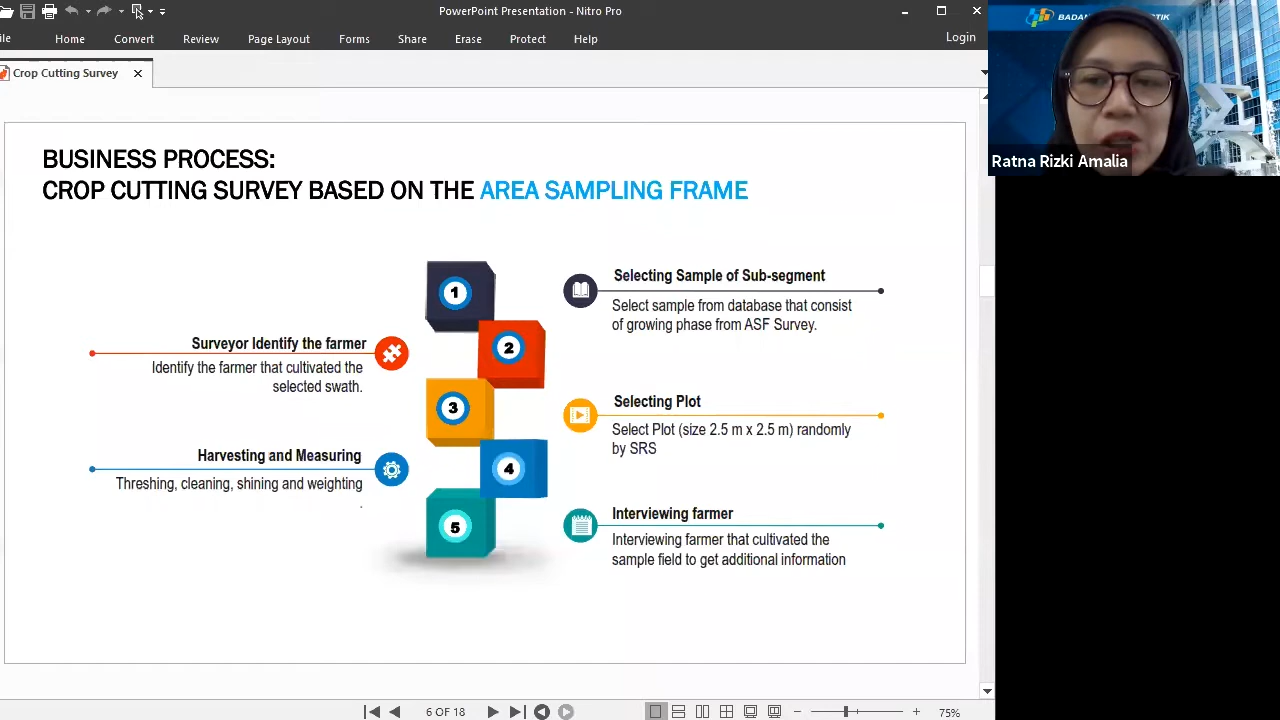 PowerPoint Presentation - Nitro Pro
Home Convert Review Page Layout Forms Share Erase Protect Help Login
Crop Cutting Survey
Ratna Rizki Amalia
BUSINESS PROCESS:
CROP CUTTING SURVEY BASED ON THE AREA SAMPLING FRAME
1
Selecting Sample of Sub-segment
Select sample from database that consist
of growing phase from ASF Survey.
2
Surveyor Identify the farmer
Identify the farmer that cultivated the
selected swath.
3
Selecting Plot
Select Plot (size 2.5 m x 2.5 m) randomly
by SRS
4
Harvesting and Measuring
Threshing, cleaning, shining and weighting
.
5
Interviewing farmer
Interviewing farmer that cultivated the
sample field to get additional information
6 OF 18
75%